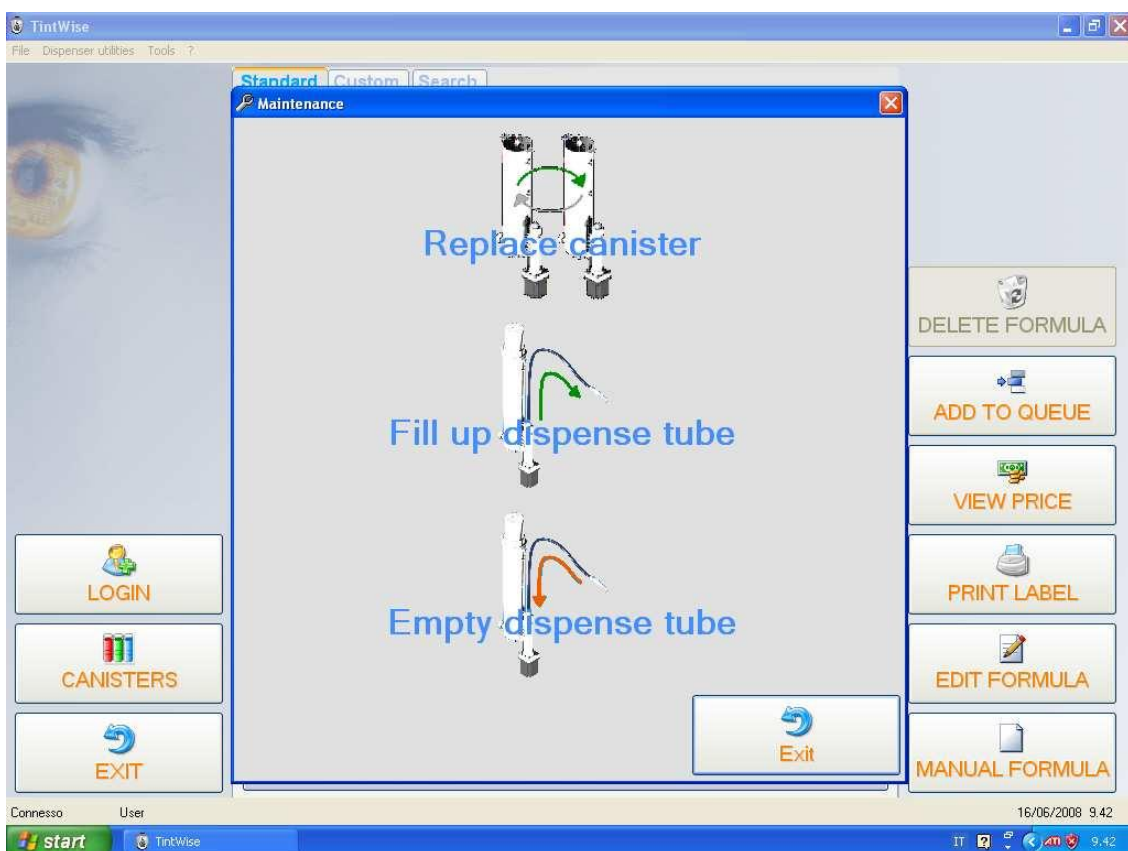 TintWise
File Dispenser utilities Tools ?
Standard Custom Search
Maintenance
Replace canister
Fill up dispense tube
Empty dispense tube
Exit
LOGIN
CANISTERS
EXIT
DELETE FORMULA
ADD TO QUEUE
VIEW PRICE
PRINT LABEL
EDIT FORMULA
MANUAL FORMULA
Connesso User 16/06/2008 9.42
start TintWise IT ? ATI 9.42